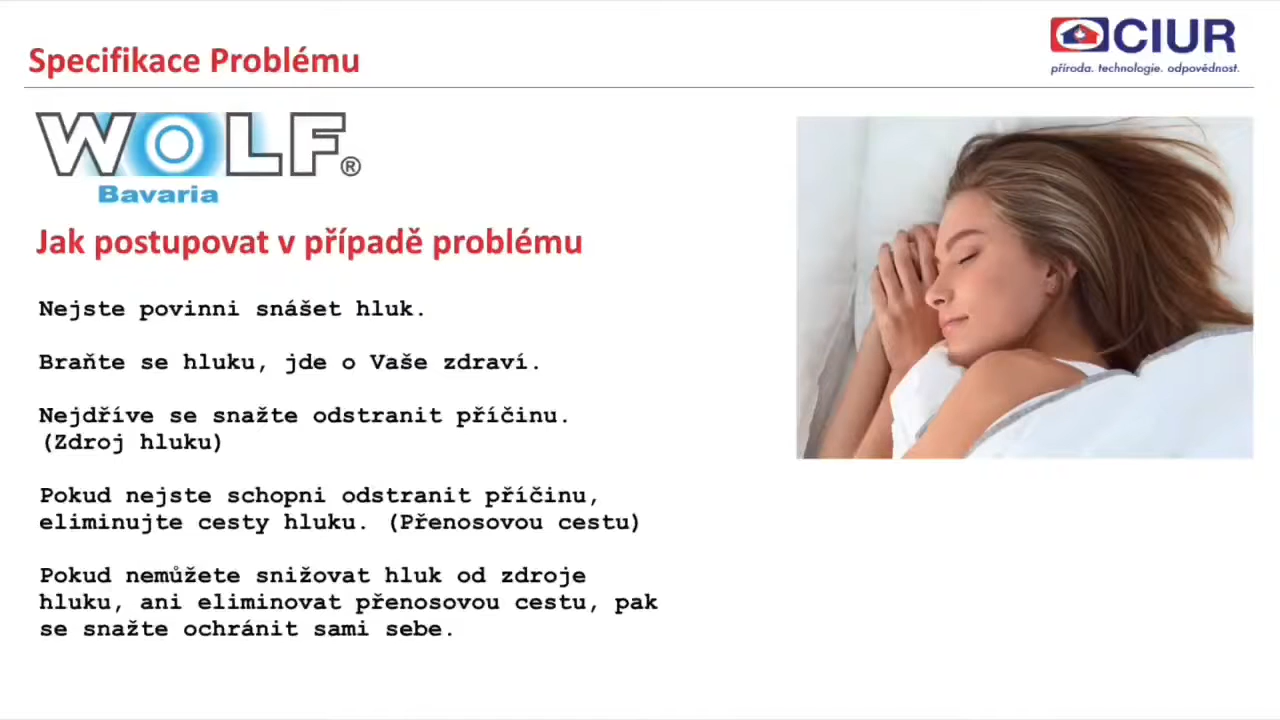 Specifikace Problému
CIUR
příroda. technologie. odpovědnost.
WOLF®
Bavaria
Jak postupovat v případě problému
Nejste povinni snášet hluk.
Braňte se hluku, jde o Vaše zdraví.
Nejdříve se snažte odstranit příčinu.
(Zdroj hluku)
Pokud nejste schopni odstranit příčinu,
eliminujte cesty hluku. (Přenosovou cestu)
Pokud nemůžete snižovat hluk od zdroje
hluku, ani eliminovat přenosovou cestu, pak
se snažte ochránit sami sebe.